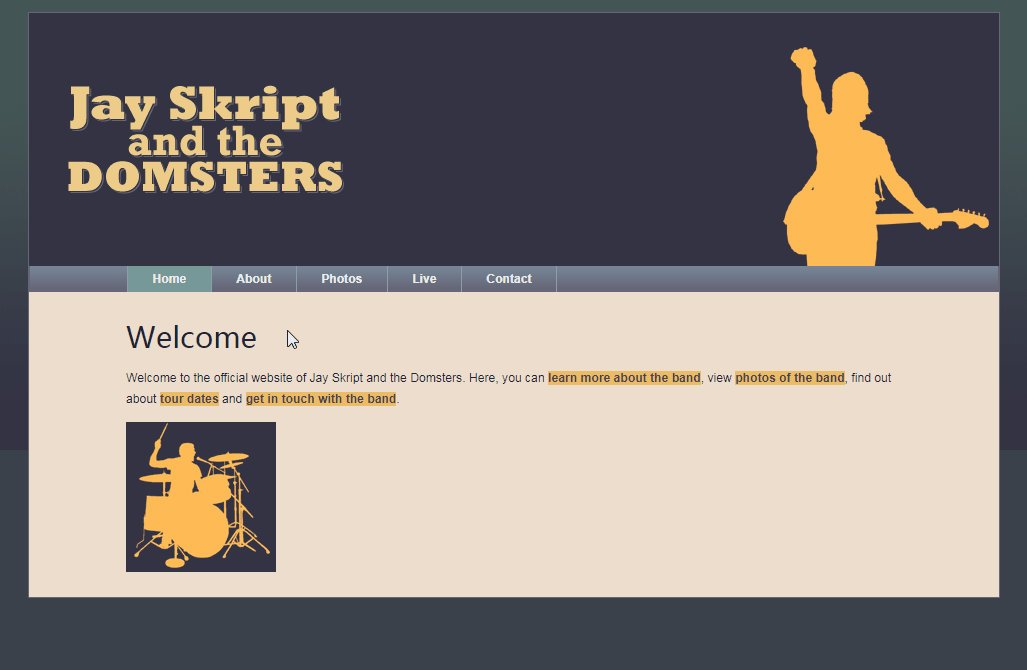 Jay Skript
and the
DOMSTERS
Home About Photos Live Contact
Welcome
Welcome to the official website of Jay Skript and the Domsters. Here, you can learn more about the band, view photos of the band, find out
about tour dates and get in touch with the band.